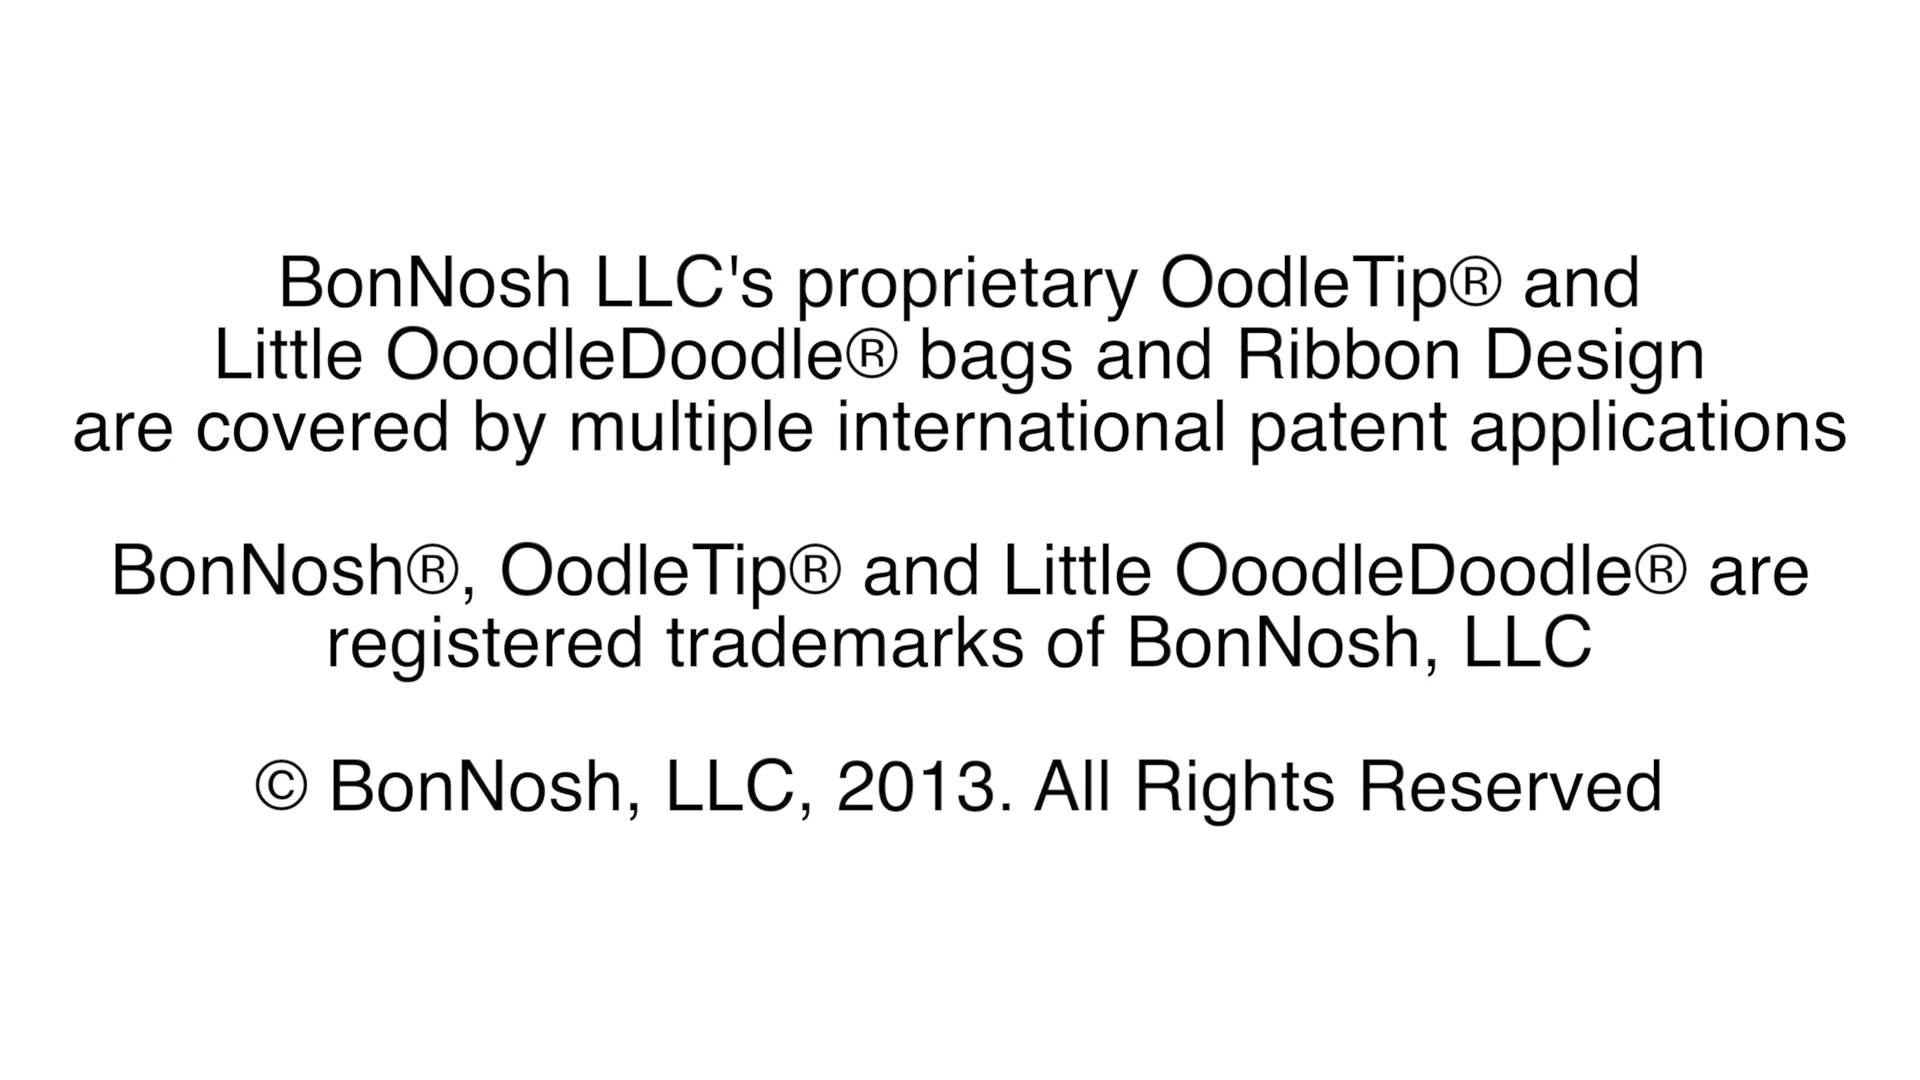 BonNosh LLC's proprietary OodleTip® and
Little OoodleDoodle® bags and Ribbon Design
are covered by multiple international patent applications
BonNosh®, OodleTip® and Little OoodleDoodle® are
registered trademarks of BonNosh, LLC
© BonNosh, LLC, 2013. All Rights Reserved